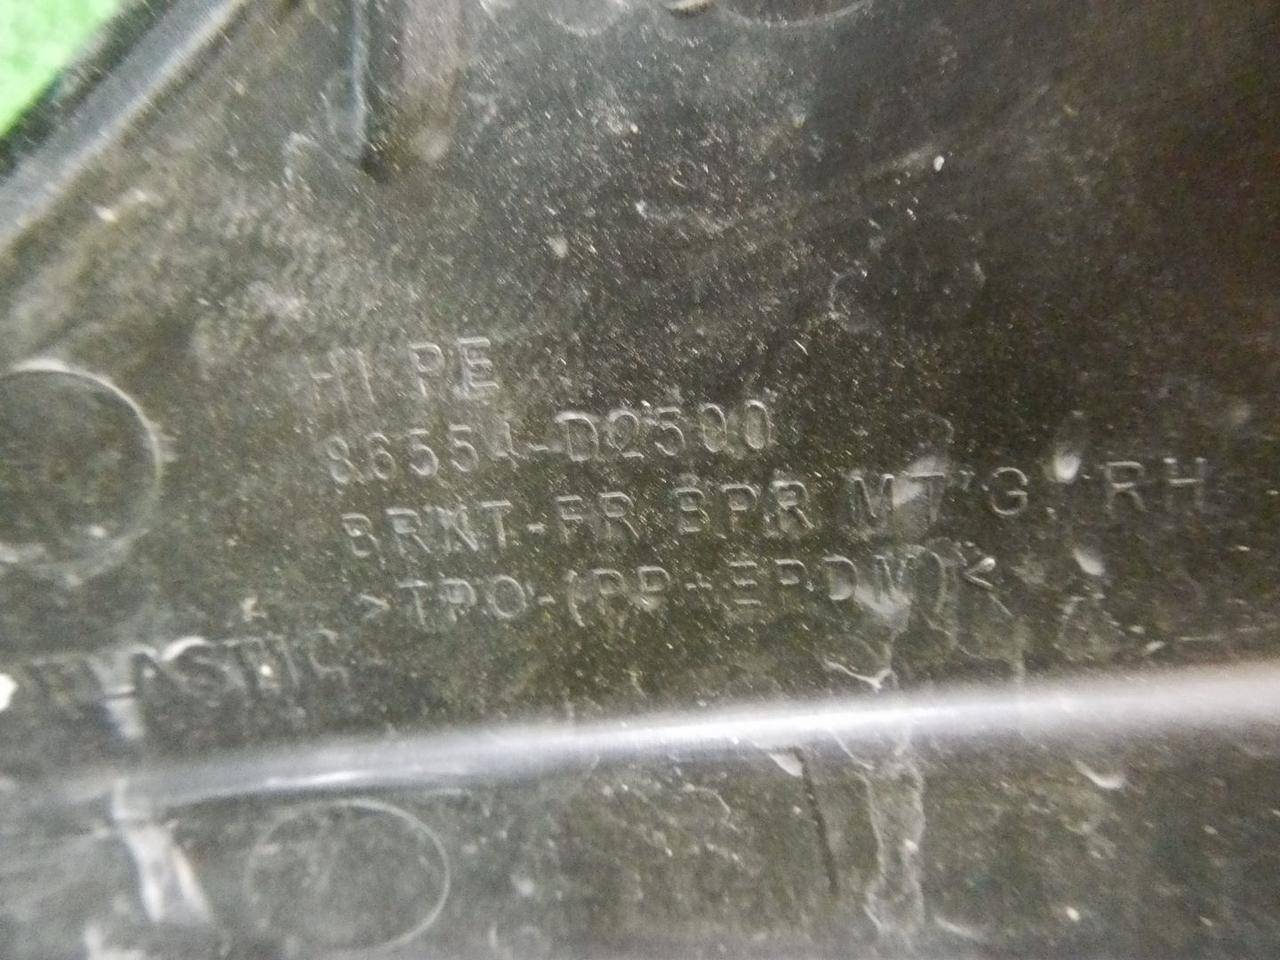 HI PE
86554-D2500
BRKT-FR BPR MT'G, RH
>TPO-(PP+EPDM)<